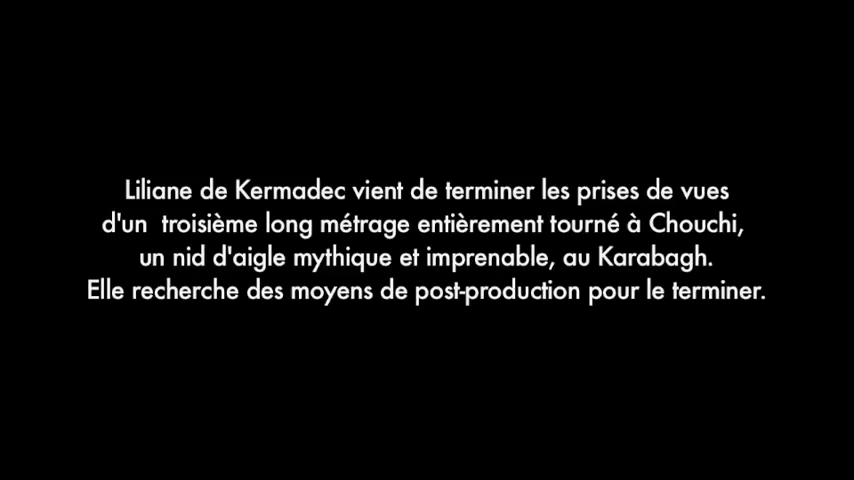 Liliane de Kermadec vient de terminer les prises de vues
d'un  troisième long métrage entièrement tourné à Chouchi,
un nid d'aigle mythique et imprenable, au Karabagh.
Elle recherche des moyens de post-production pour le terminer.